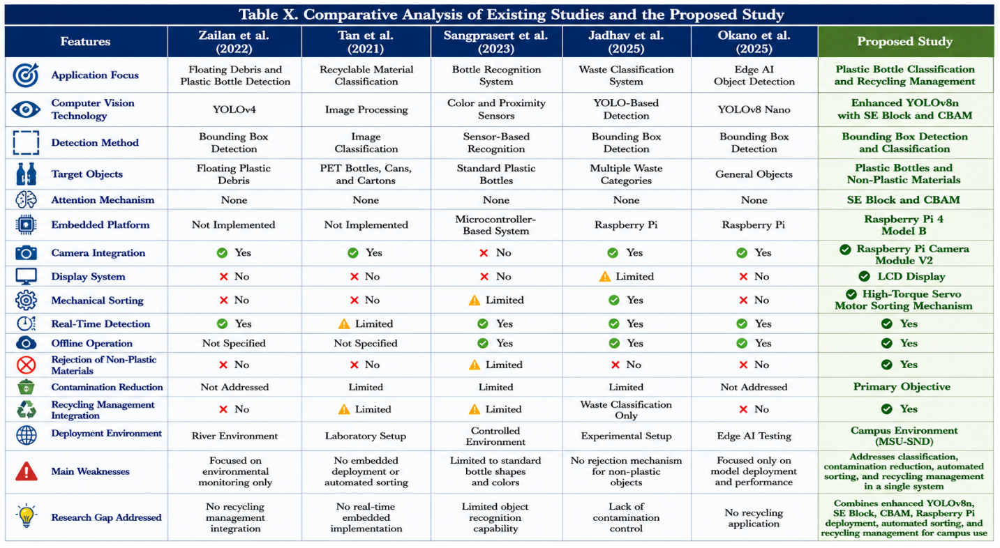 Table X. Comparative Analysis of Existing Studies and the Proposed Study
Features
Zailan et al.
(2022)
Tan et al.
(2021)
Sangprasert et al.
(2023)
Jadhav et al.
(2025)
Okano et al.
(2025)
Proposed Study
Application Focus
Floating Debris and
Plastic Bottle Detection
Recyclable Material
Classification
Bottle Recognition
System
Waste Classification
System
Edge AI
Object Detection
Plastic Bottle Classification
and Recycling Management
Computer Vision
Technology
YOLOv4
Image Processing
Color and Proximity
Sensors
YOLO-Based
Detection
YOLOv8 Nano
Enhanced YOLOv8n
with SE Block and CBAM
Detection Method
Bounding Box
Detection
Image
Classification
Sensor-Based
Recognition
Bounding Box
Detection
Bounding Box
Detection
Bounding Box Detection
and Classification
Target Objects
Floating Plastic
Debris
PET Bottles, Cans,
and Cartons
Standard Plastic
Bottles
Multiple Waste
Categories
General Objects
Plastic Bottles and
Non-Plastic Materials
Attention Mechanism
None
None
None
None
None
SE Block and CBAM
Embedded Platform
Not Implemented
Not Implemented
Microcontroller-
Based System
Raspberry Pi
Raspberry Pi
Raspberry Pi 4
Model B
Camera Integration
Yes
Yes
No
Yes
Yes
Raspberry Pi Camera
Module V2
Display System
No
No
No
Limited
No
LCD Display
Mechanical Sorting
No
No
Limited
Yes
No
High-Torque Servo
Motor Sorting Mechanism
Real-Time Detection
Yes
Limited
Yes
Yes
Yes
Yes
Offline Operation
Not Specified
Not Specified
Yes
Yes
Yes
Yes
Rejection of Non-Plastic
Materials
No
No
Limited
No
No
Yes
Contamination Reduction
Not Addressed
Limited
Limited
Limited
Not Addressed
Primary Objective
Recycling Management
Integration
No
Limited
Limited
Waste Classification
Only
No
Yes
Deployment Environment
River Environment
Laboratory Setup
Controlled
Environment
Experimental Setup
Edge AI Testing
Campus Environment
(MSU-SND)
Main Weaknesses
Focused on
environmental
monitoring only
No embedded
deployment or
automated sorting
Limited to standard
bottle shapes
and colors
No rejection mechanism
for non-plastic
objects
Focused only on
model deployment
and performance
Addresses classification,
contamination reduction, automated
sorting, and recycling management
in a single system
Research Gap Addressed
No recycling
management
integration
No real-time
embedded
implementation
Limited object
recognition
capability
Lack of
contamination
control
No recycling
application
Combines enhanced YOLOv8n,
SE Block, CBAM, Raspberry Pi
deployment, automated sorting, and
recycling management for campus use